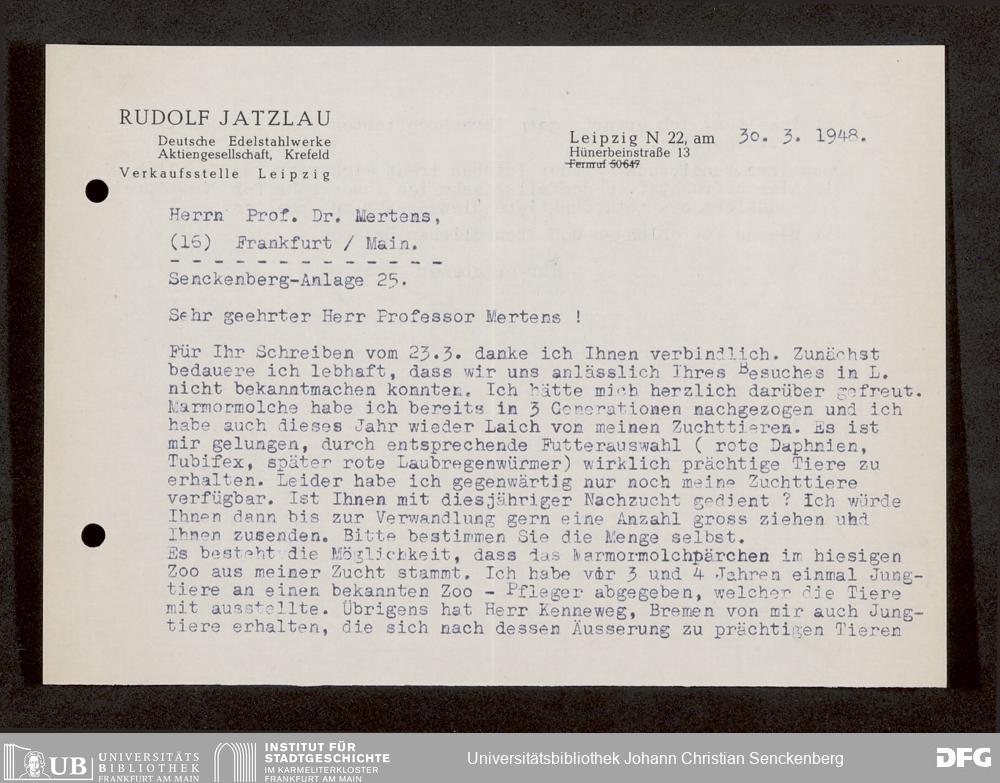 RUDOLF JATZLAU
Deutsche Edelstahlwerke
Aktiengesellschaft, Krefeld
Verkaufsstelle Leipzig
Leipzig N 22, am 30. 3. 1948.
Hünerbeinstraße 13
Fernruf 50647
Herrn Prof. Dr. Mertens,
(16) Frankfurt / Main.
- - - - - - - - - - - - -
Senckenberg-Anlage 25.
Sehr geehrter Herr Professor Mertens !
Für Ihr Schreiben vom 23.3. danke ich Ihnen verbindlich. Zunächst
bedauere ich lebhaft, dass wir uns anlässlich Ihres Besuches in L.
nicht bekanntmachen konnten. Ich hätte mich herzlich darüber gefreut.
Marmormolche habe ich bereits in 3 Generationen nachgezogen und ich
habe auch dieses Jahr wieder Laich von meinen Zuchttieren. Es ist
mir gelungen, durch entsprechende Futterauswahl ( rote Daphnien,
Tubifex, später rote Laubregenwürmer) wirklich prächtige Tiere zu
erhalten. Leider habe ich gegenwärtig nur noch meine Zuchttiere
verfügbar. Ist Ihnen mit diesjähriger Nachzucht gedient ? Ich würde
Ihnen dann bis zur Verwandlung gern eine Anzahl gross ziehen uhd
Ihnen zusenden. Bitte bestimmen Sie die Menge selbst.
Es besteht die Möglichkeit, dass das Marmormolchpärchen im hiesigen
Zoo aus meiner Zucht stammt. Ich habe vor 3 und 4 Jahren einmal Jung-
tiere an einen bekannten Zoo - Pfleger abgegeben, welcher die Tiere
mit ausstellte. Übrigens hat Herr Kenneweg, Bremen von mir auch Jung-
tiere erhalten, die sich nach dessen Äusserung zu prächtigen Tieren
UB UNIVERSITÄTS
BIBLIOTHEK
FRANKFURT AM MAIN
INSTITUT FÜR
STADTGESCHICHTE
IM KARMELITERKLOSTER
FRANKFURT AM MAIN
Universitätsbibliothek Johann Christian Senckenberg
DFG